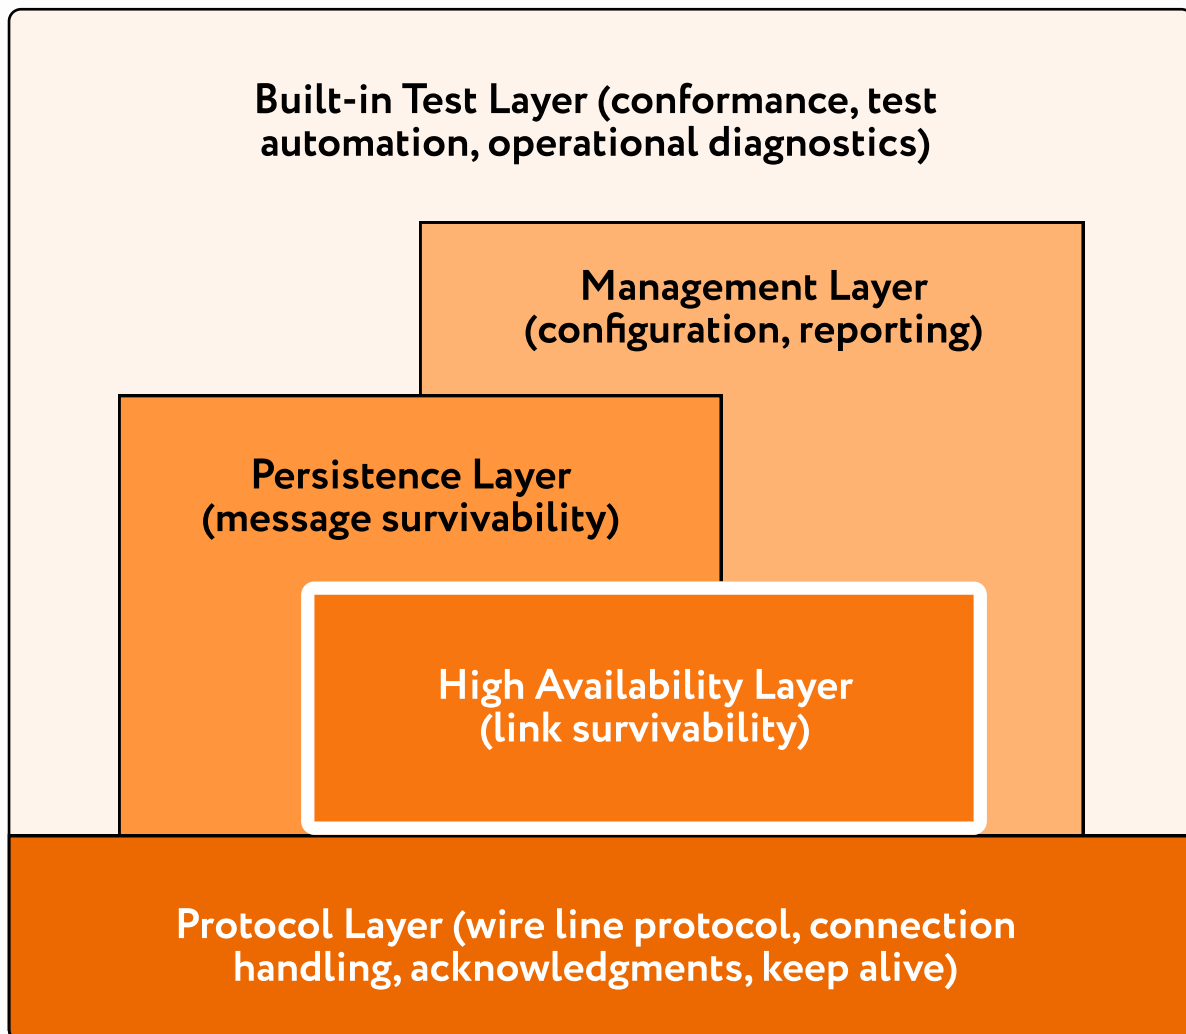 Built-in Test Layer (conformance, test
automation, operational diagnostics)
Management Layer
(configuration, reporting)
Persistence Layer
(message survivability)
High Availability Layer
(link survivability)
Protocol Layer (wire line protocol, connection
handling, acknowledgments, keep alive)